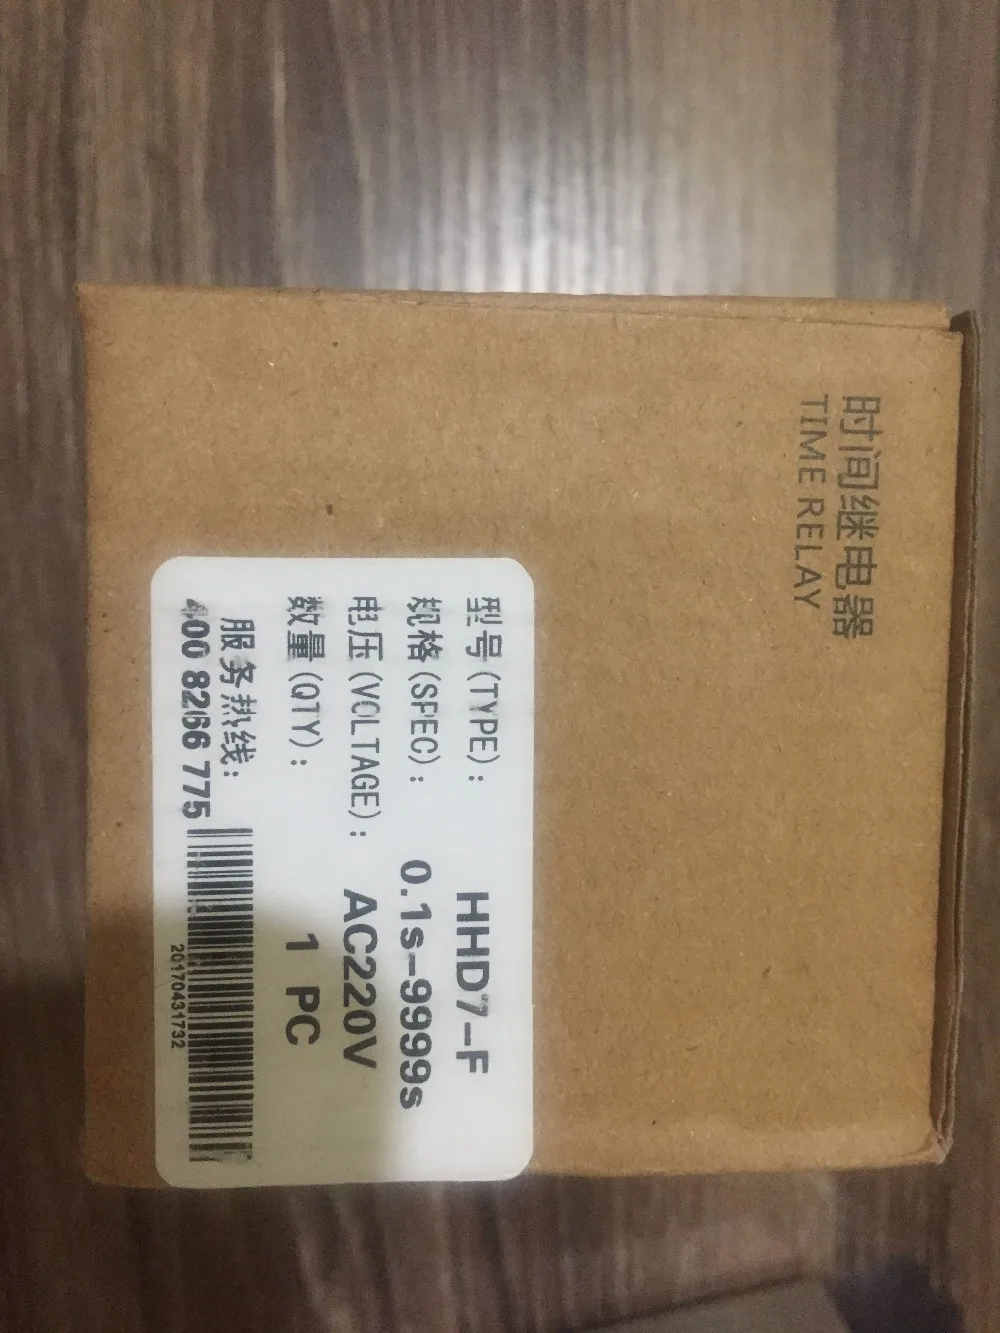 时间继电器
TIME RELAY
型号(TYPE): HHD7-F
规格(SPEC): 0.1s-9999s
电压(VOLTAGE): AC220V
数量(QTY): 1 PC
服务热线:
400 8266 775
20170431732